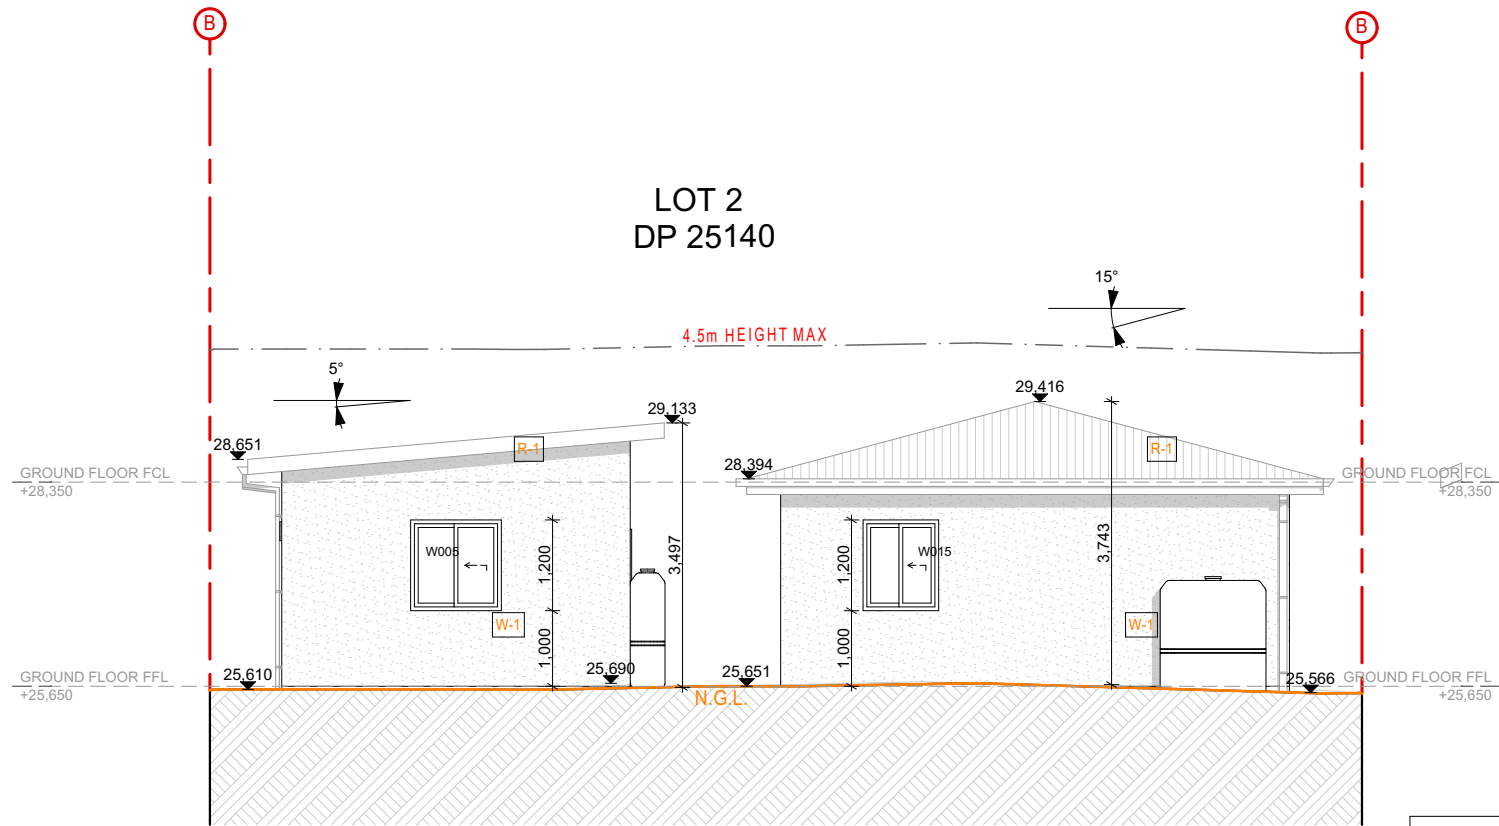 B
B
LOT 2
DP 25140
15°
4.5m HEIGHT MAX
5°
29,416
29,133
28,651
R-1
R-1
28,394
GROUND FLOOR FCL
+28,350
GROUND FLOOR FCL
+28,350
W005
W015
1,200
3,497
1,200
3,743
W-1
W-1
1,000
1,000
25,610
25,690
25,651
GROUND FLOOR FFL
+25,650
25,566
GROUND FLOOR FFL
+25,650
N.G.L.